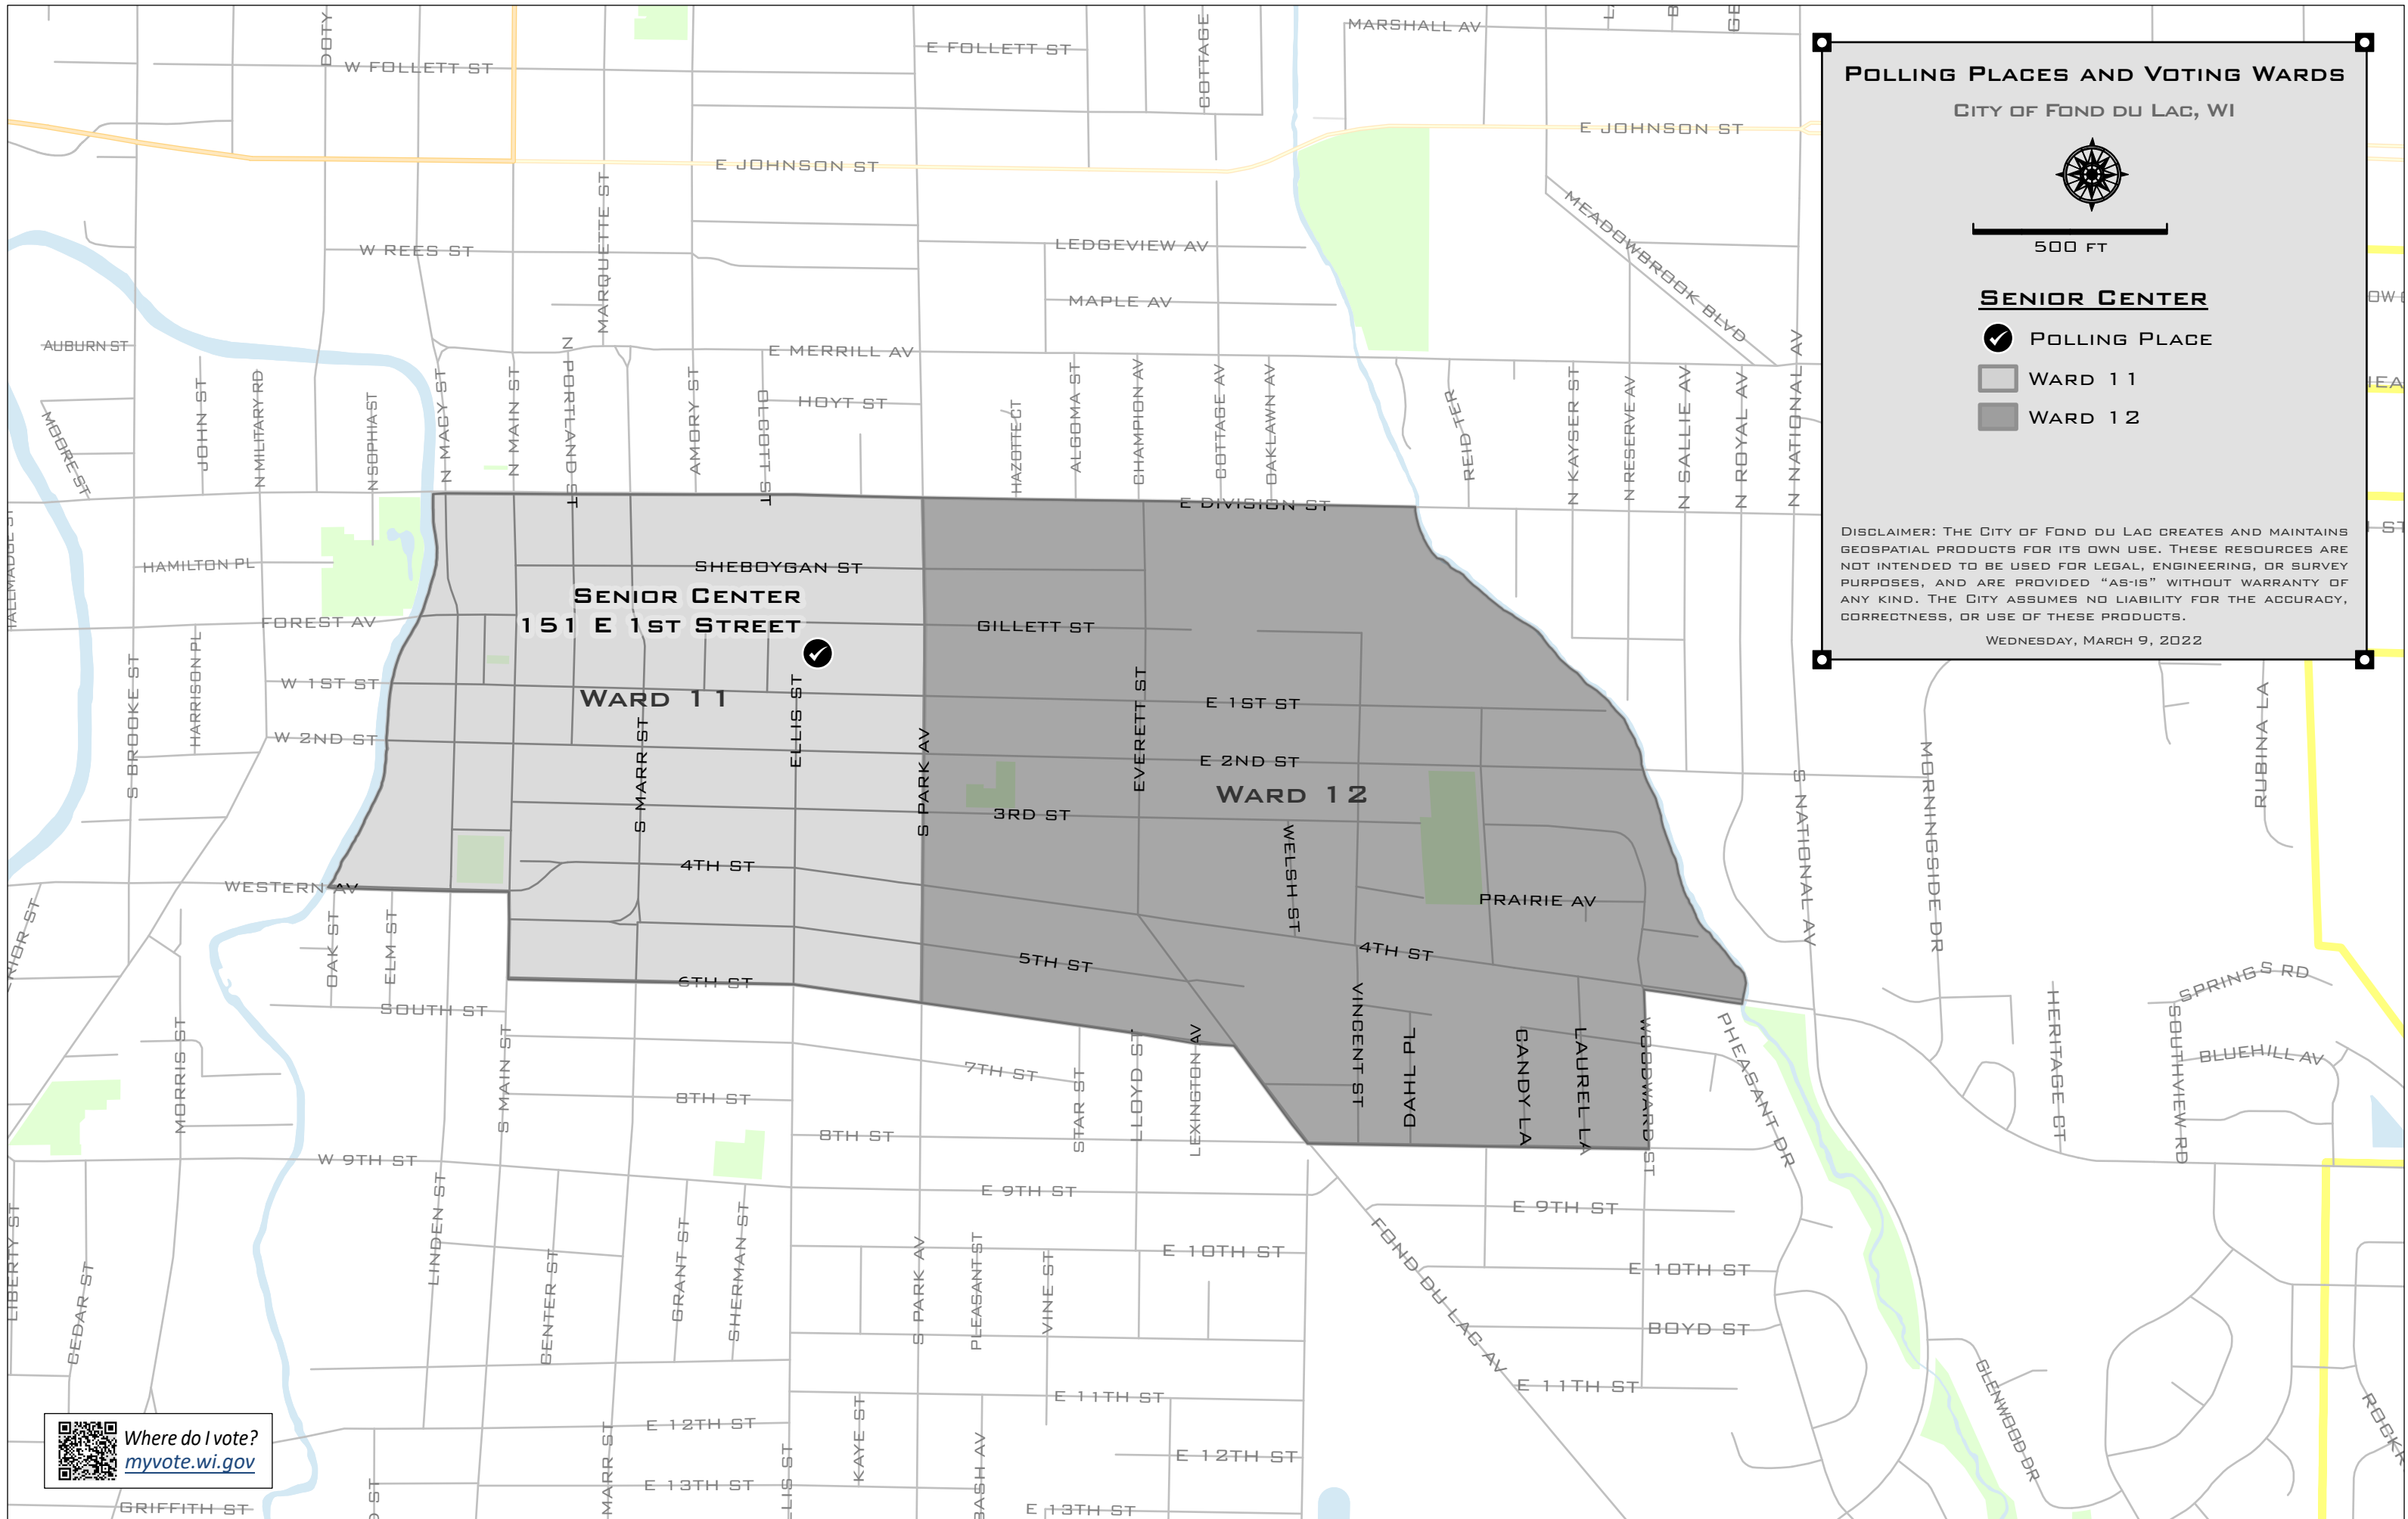 DOTY
W FOLLETT ST
E FOLLETT ST
COTTAGE
MARSHALL AV
E JOHNSON ST
E JOHNSON ST
MARQUETTE ST
W REES ST
LEDGEVIEW AV
MAPLE AV
MEADOWBROOK BLVD
AUBURN ST
E MERRILL AV
HOYT ST
MOORE ST
JOHN ST
N MILITARY RD
N SOPHIA ST
N MACY ST
N MAIN ST
N PORTLAND ST
AMORY ST
OLCOTT ST
HAZOTTE CT
ALGOMA ST
CHAMPION AV
COTTAGE AV
OAKLAWN AV
REID TER
N KAYSER ST
N RESERVE AV
N SALLIE AV
N ROYAL AV
N NATIONAL AV
E DIVISION ST
HAMILTON PL
SHEBOYGAN ST
SENIOR CENTER
151 E 1ST STREET
FOREST AV
GILLETT ST
HARRISON PL
S BROOKE ST
W 1ST ST
WARD 11
E 1ST ST
W 2ND ST
E 2ND ST
S MARR ST
ELLIS ST
S PARK AV
EVERETT ST
WARD 12
3RD ST
WELSH ST
4TH ST
WESTERN AV
PRAIRIE AV
4TH ST
5TH ST
6TH ST
OAK ST
ELM ST
SOUTH ST
S MAIN ST
MORRIS ST
7TH ST
8TH ST
8TH ST
STAR ST
LLOYD ST
LEXINGTON AV
VINCENT ST
DAHL PL
CANDY LA
LAUREL LA
WOODWARD ST
PHEASANT DR
S NATIONAL AV
MORNINGSIDE DR
RUBINA LA
SPRINGS RD
HERITAGE CT
SOUTHVIEW RD
BLUEHILL AV
W 9TH ST
E 9TH ST
E 9TH ST
LINDEN ST
CENTER ST
GRANT ST
SHERMAN ST
LIBERTY ST
CEDAR ST
S PARK AV
PLEASANT ST
VINE ST
E 10TH ST
E 10TH ST
FOND DU LAC AV
BOYD ST
E 11TH ST
E 11TH ST
E 12TH ST
E 12TH ST
KAYE ST
MARR ST
LIS ST
BASH AV
E 13TH ST
E 13TH ST
GLENWOOD DR
GRIFFITH ST
POLLING PLACES AND VOTING WARDS
CITY OF FOND DU LAC, WI
500 FT
SENIOR CENTER
POLLING PLACE
WARD 11
WARD 12
DISCLAIMER: THE CITY OF FOND DU LAC CREATES AND MAINTAINS
GEOSPATIAL PRODUCTS FOR ITS OWN USE. THESE RESOURCES ARE
NOT INTENDED TO BE USED FOR LEGAL, ENGINEERING, OR SURVEY
PURPOSES, AND ARE PROVIDED “AS-IS” WITHOUT WARRANTY OF
ANY KIND. THE CITY ASSUMES NO LIABILITY FOR THE ACCURACY,
CORRECTNESS, OR USE OF THESE PRODUCTS.
WEDNESDAY, MARCH 9, 2022
Where do I vote?
myvote.wi.gov